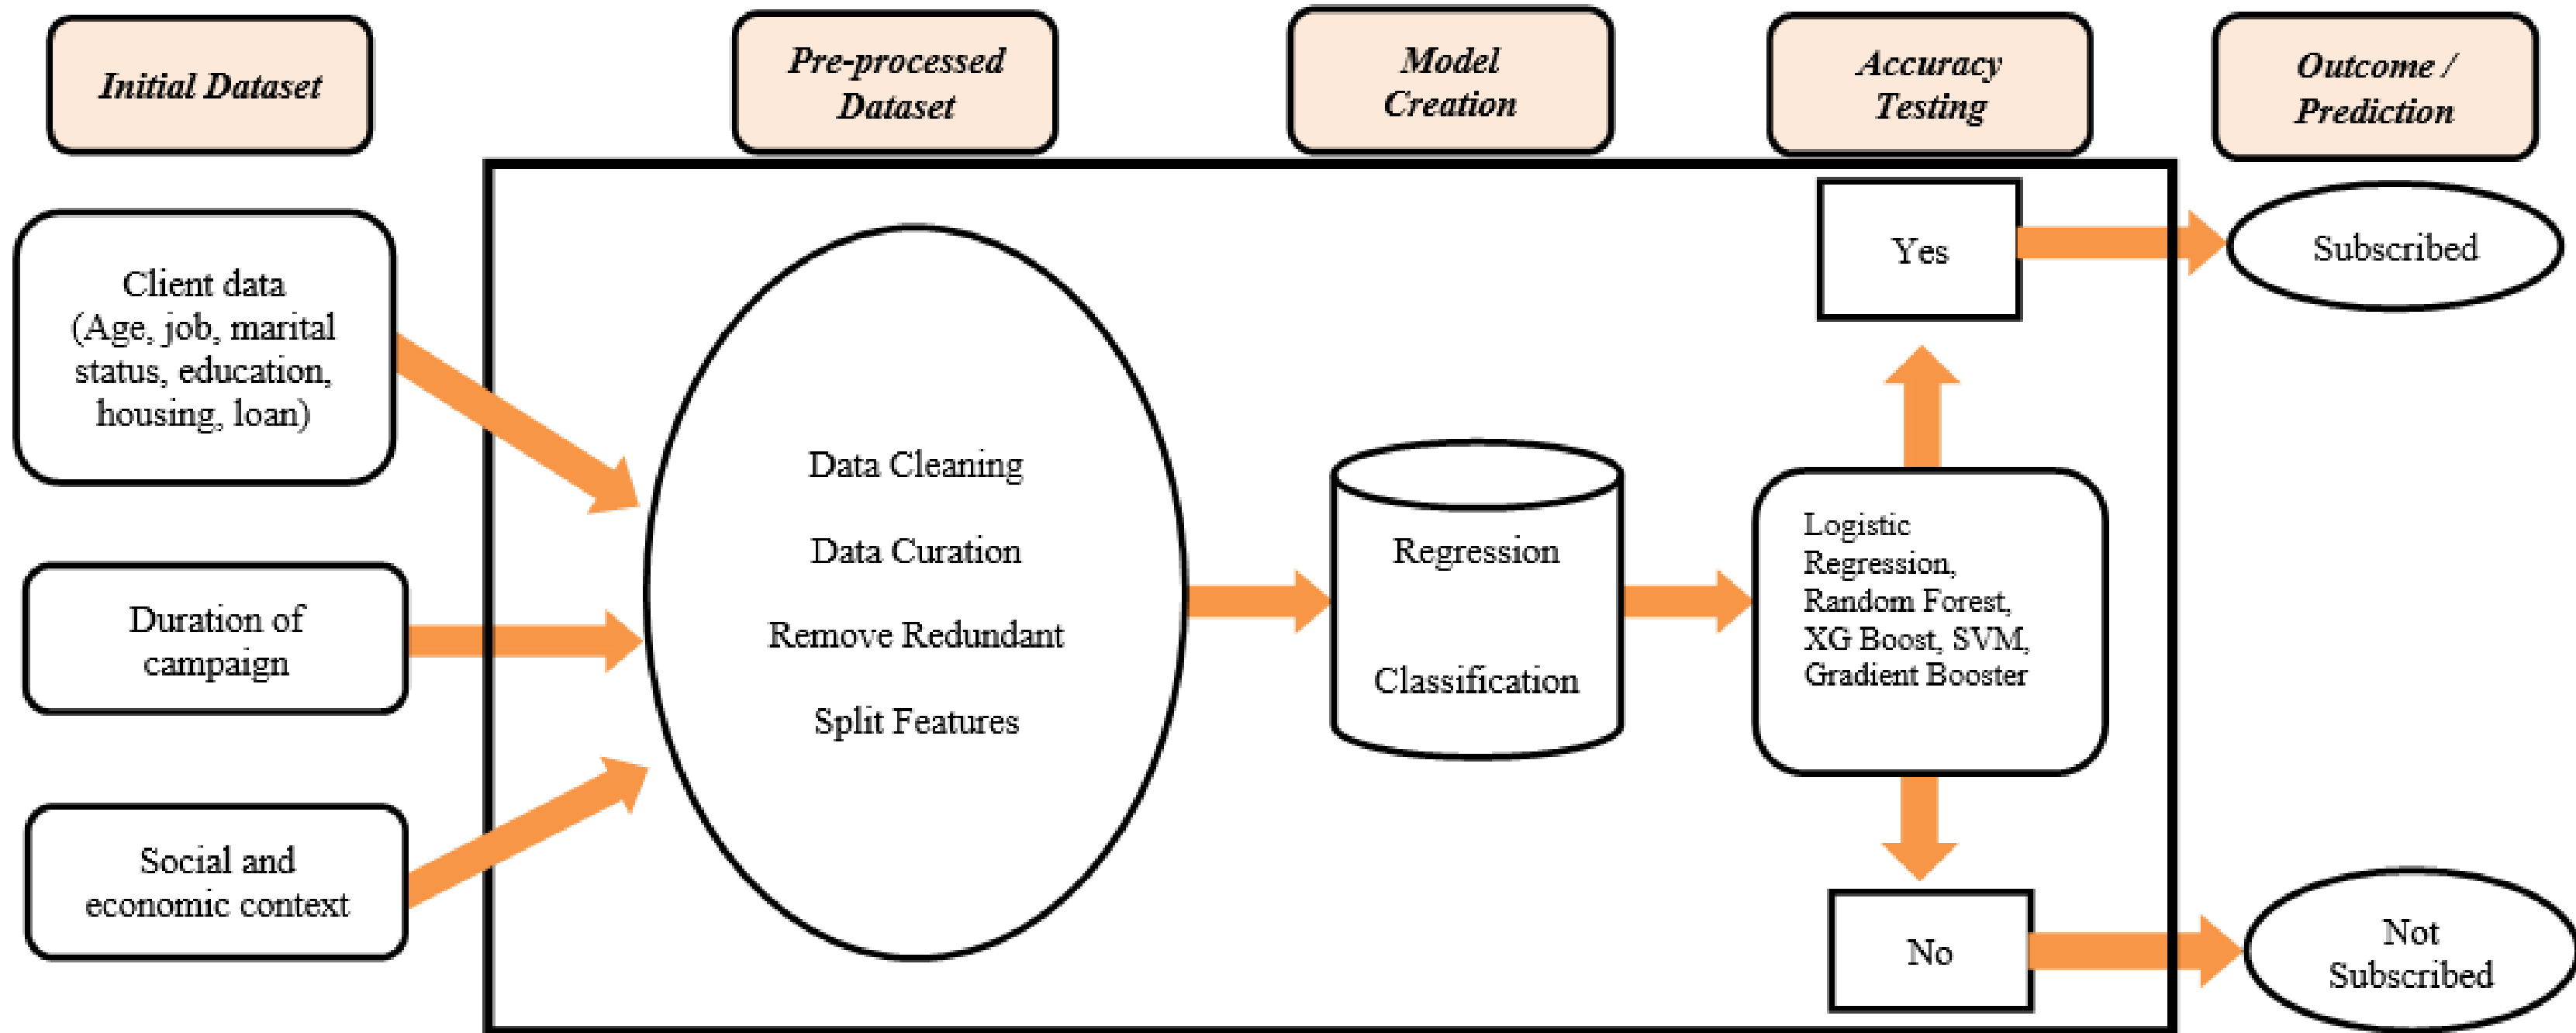 Initial Dataset
Pre-processed
Dataset
Model
Creation
Accuracy
Testing
Outcome /
Prediction
Client data
(Age, job, marital
status, education,
housing, loan)
Duration of
campaign
Social and
economic context
Data Cleaning
Data Curation
Remove Redundant
Split Features
Regression
Classification
Yes
Logistic
Regression,
Random Forest,
XG Boost, SVM,
Gradient Booster
No
Subscribed
Not
Subscribed